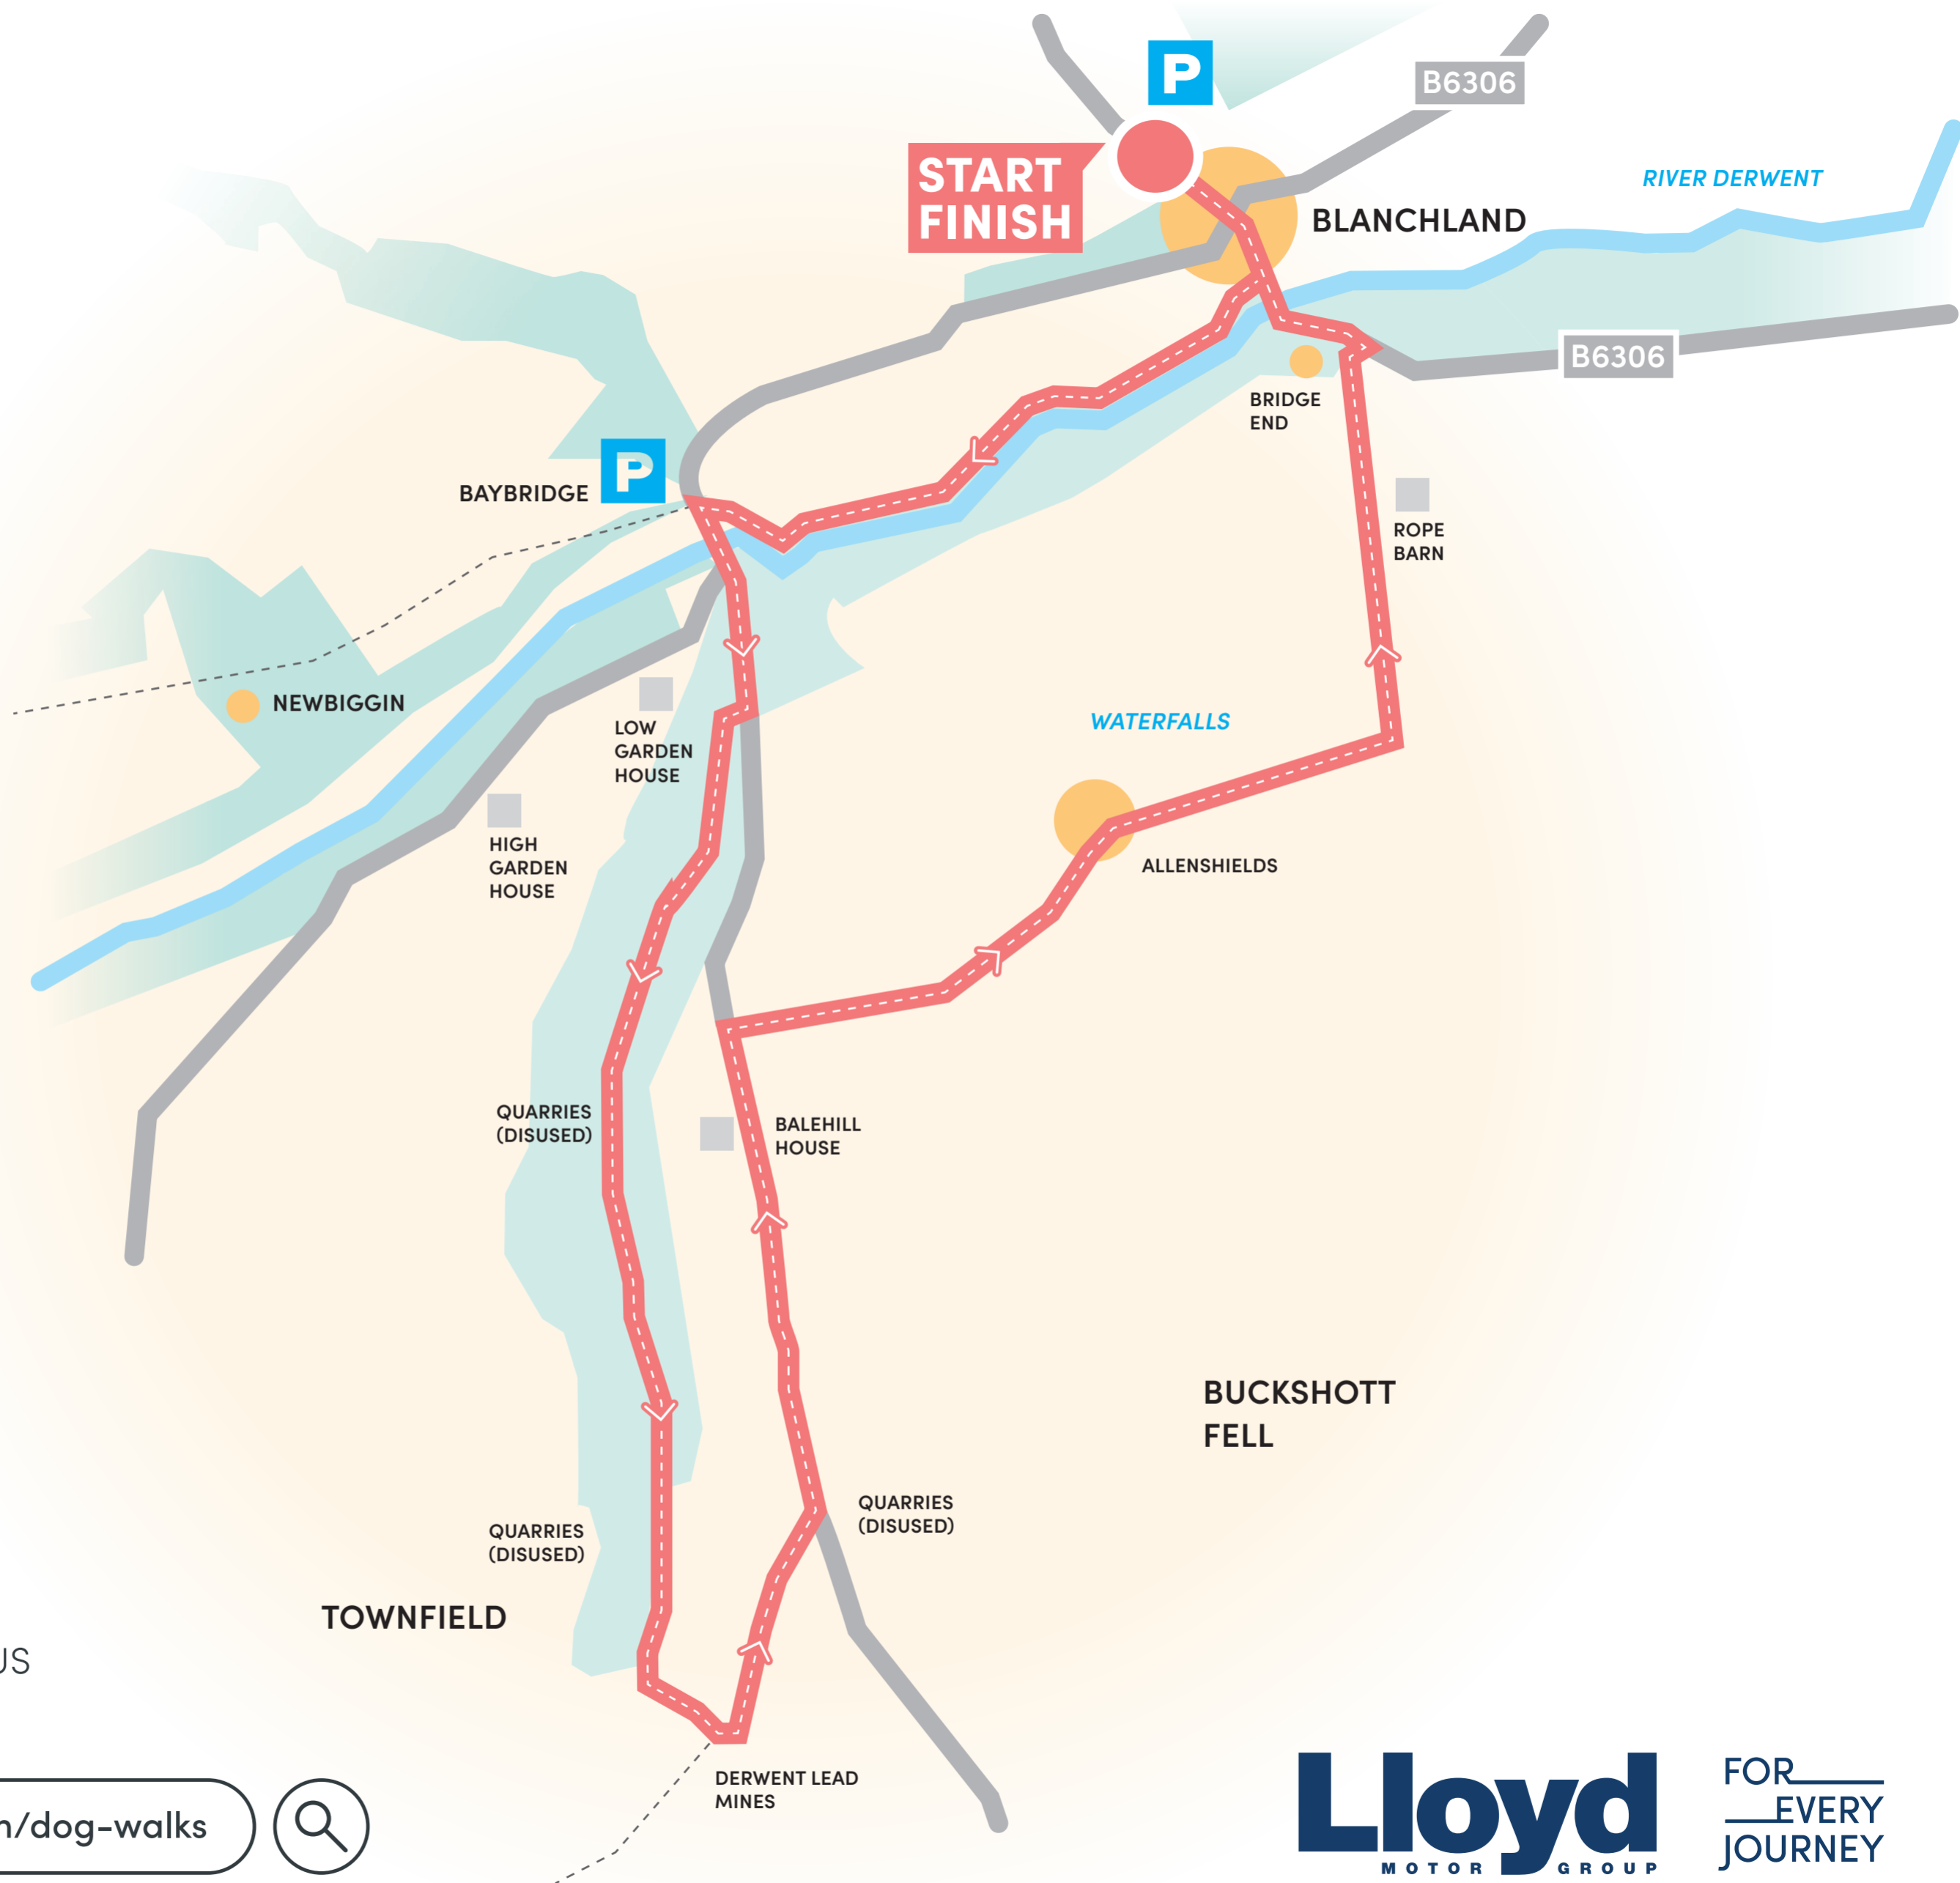 P
B6306
START
FINISH
RIVER DERWENT
BLANCHLAND
B6306
BRIDGE
END
P
BAYBRIDGE
ROPE
BARN
NEWBIGGIN
LOW
GARDEN
HOUSE
WATERFALLS
HIGH
GARDEN
HOUSE
ALLENSHIELDS
QUARRIES
(DISUSED)
BALEHILL
HOUSE
BUCKSHOTT
FELL
QUARRIES
(DISUSED)
QUARRIES
(DISUSED)
TOWNFIELD
US
DERWENT LEAD
MINES
n/dog-walks
Lloyd
MOTOR GROUP
FOR
EVERY
JOURNEY